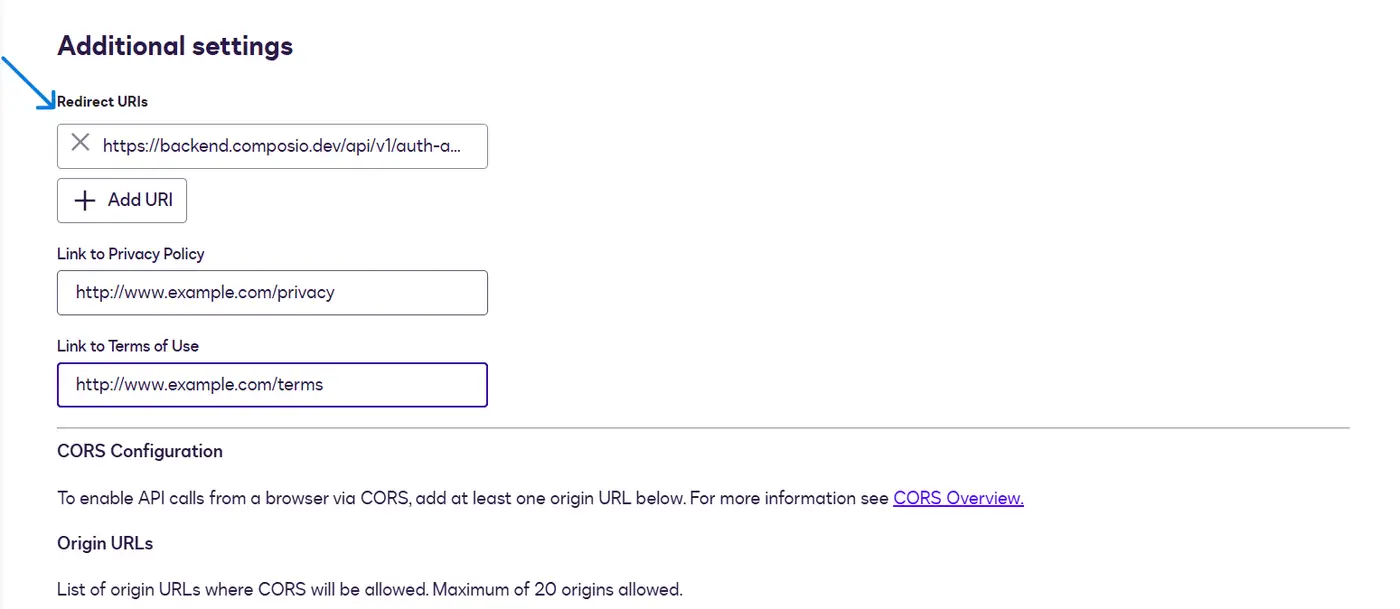 Additional settings
Redirect URIs
https://backend.composio.dev/api/v1/auth-a...
Add URI
Link to Privacy Policy
http://www.example.com/privacy
Link to Terms of Use
http://www.example.com/terms
CORS Configuration
To enable API calls from a browser via CORS, add at least one origin URL below. For more information see CORS Overview.
Origin URLs
List of origin URLs where CORS will be allowed. Maximum of 20 origins allowed.